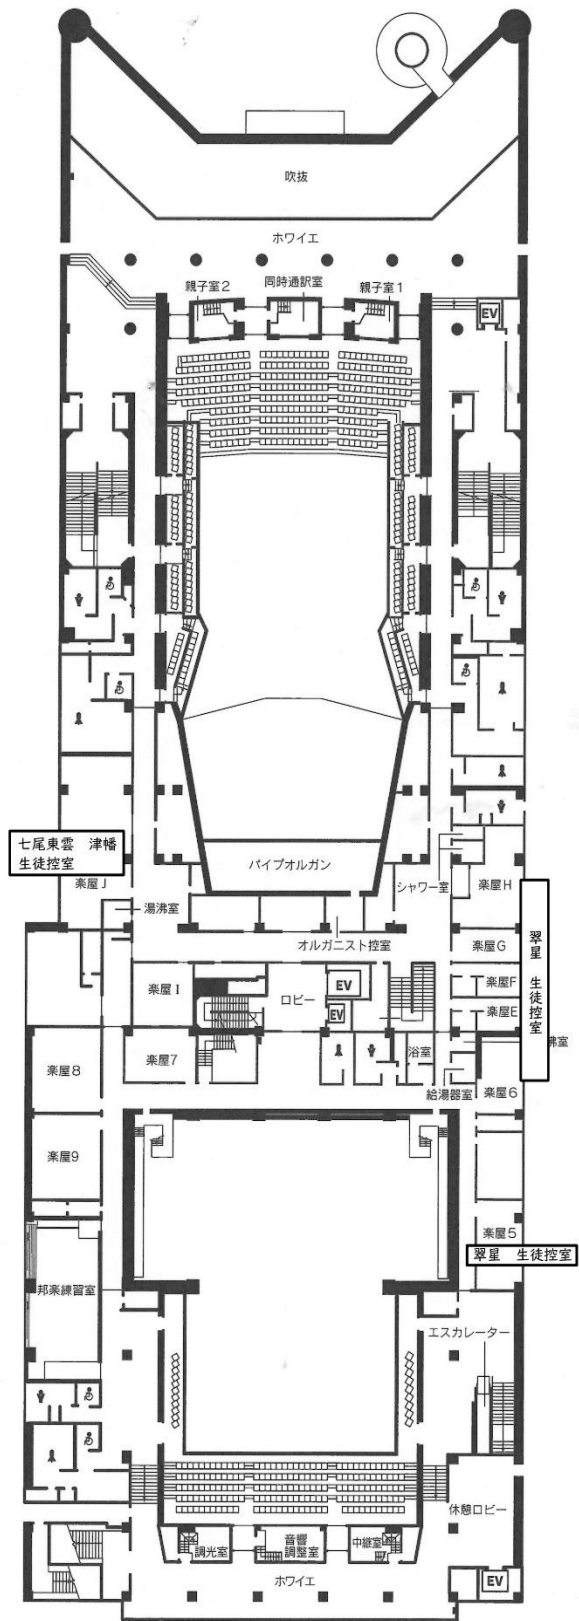 吹抜
ホワイエ
親子室2
同時通訳室
親子室1
EV
七尾東雲 津幡
生徒控室
楽屋J
パイプオルガン
シャワー室
楽屋H
湯沸室
オルガニスト控室
楽屋G
翠星 生徒控室
楽屋I
ロビー
EV
EV
楽屋F
楽屋E
沸室
楽屋7
浴室
楽屋8
給湯器室
楽屋6
楽屋9
楽屋5
翠星 生徒控室
邦楽練習室
エスカレーター
休憩ロビー
調光室
音響
調整室
中継室
ホワイエ
EV